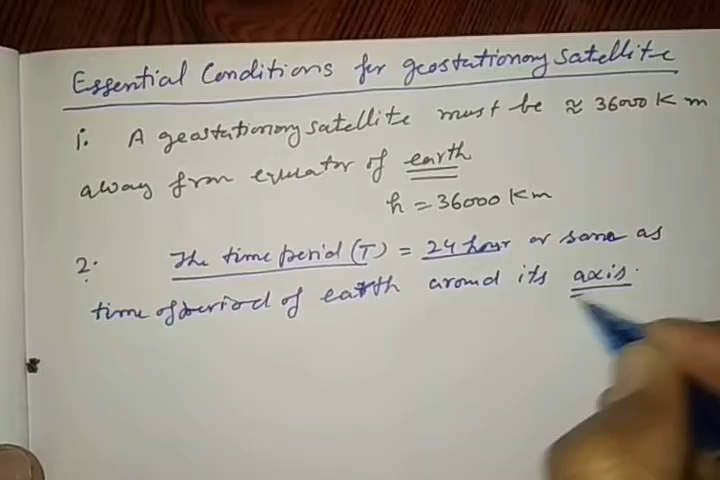 Essential Conditions for geostationary satellite
1. A geostationary satellite must be ≈ 36000 Km
away from equator of earth
h = 36000 Km
2. The time period (T) = 24 hour or same as
time of period of earth around its axis.